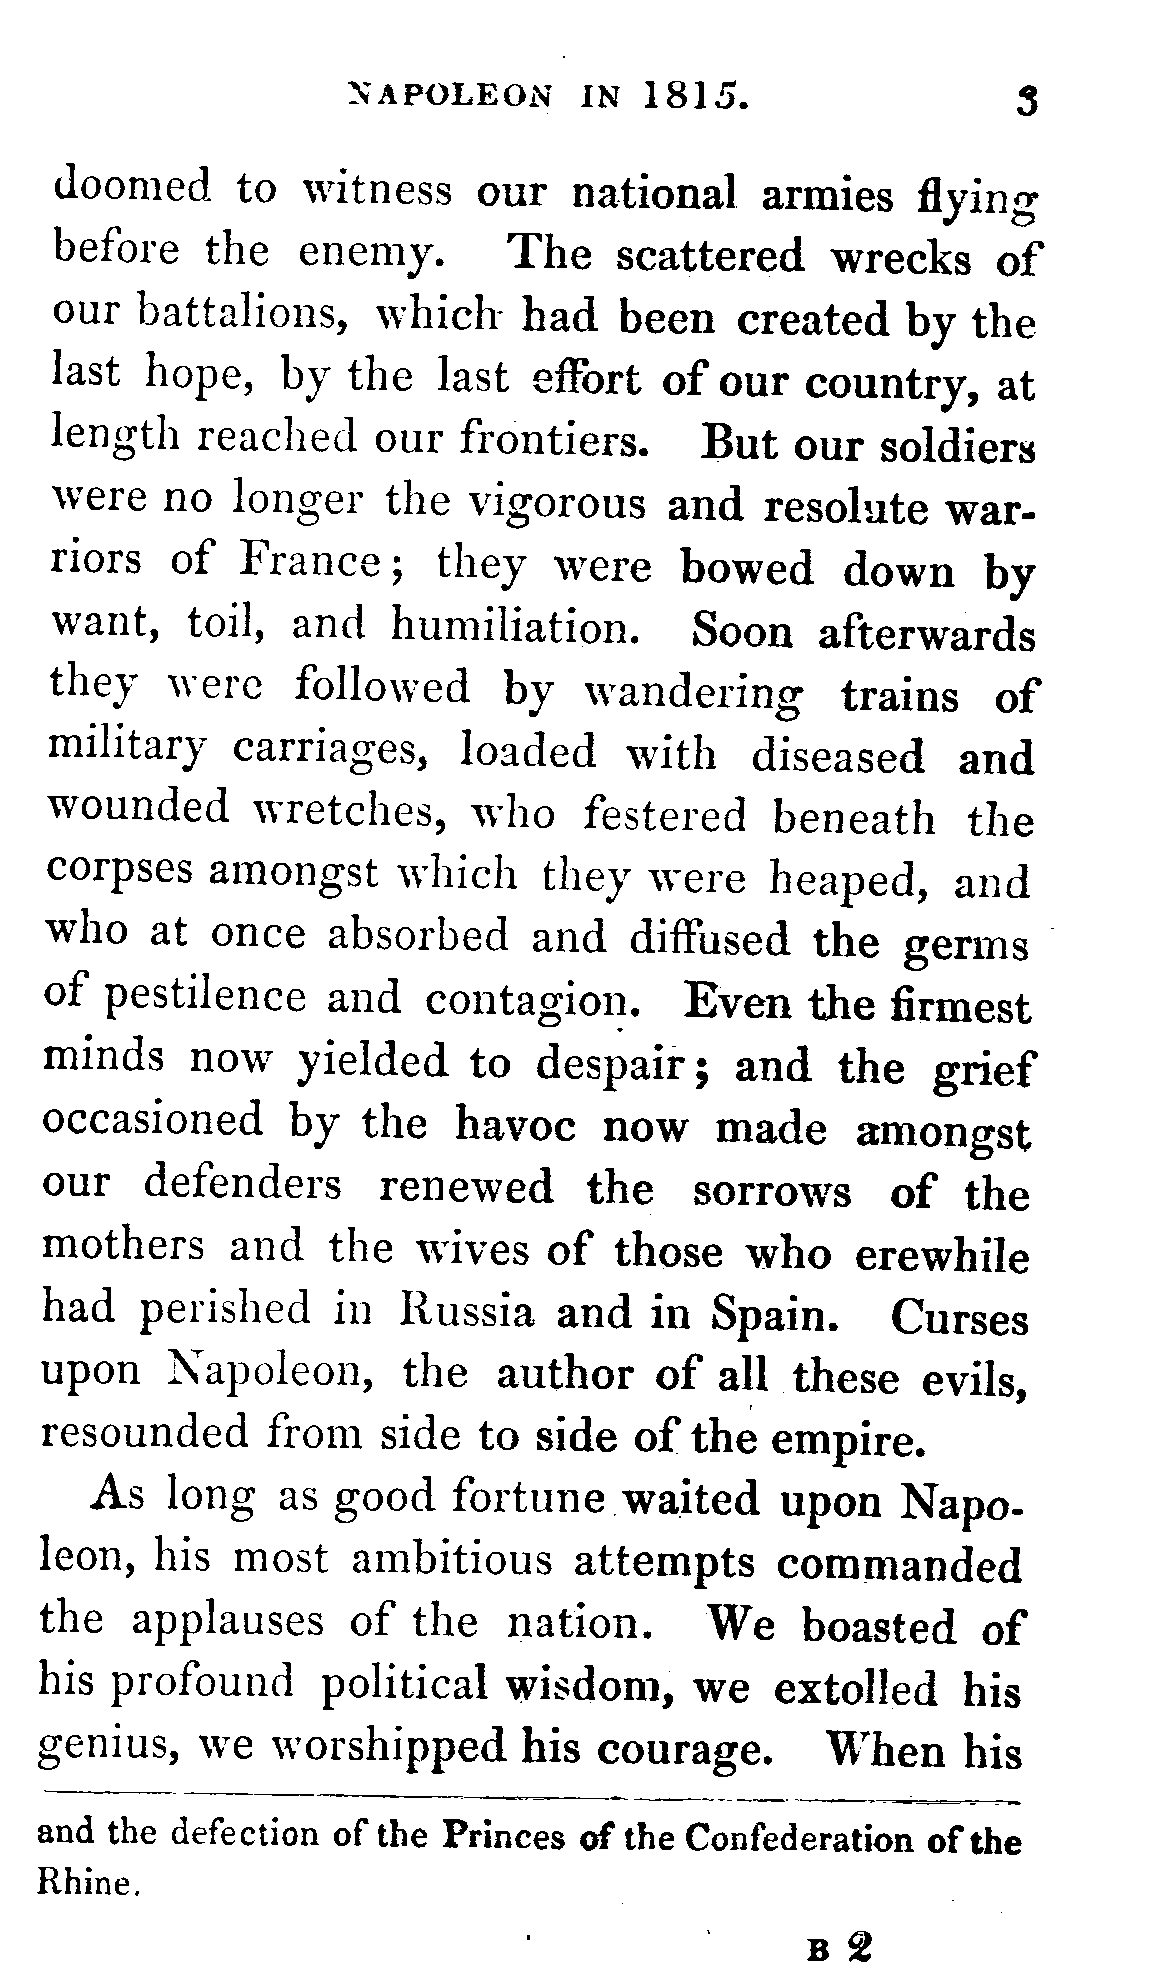 NAPOLEON IN 1815. 3
doomed to witness our national armies flying
before the enemy. The scattered wrecks of
our battalions, which had been created by the
last hope, by the last effort of our country, at
length reached our frontiers. But our soldiers
were no longer the vigorous and resolute war-
riors of France; they were bowed down by
want, toil, and humiliation. Soon afterwards
they were followed by wandering trains of
military carriages, loaded with diseased and
wounded wretches, who festered beneath the
corpses amongst which they were heaped, and
who at once absorbed and diffused the germs
of pestilence and contagion. Even the firmest
minds now yielded to despair; and the grief
occasioned by the havoc now made amongst
our defenders renewed the sorrows of the
mothers and the wives of those who erewhile
had perished in Russia and in Spain. Curses
upon Napoleon, the author of all these evils,
resounded from side to side of the empire.
As long as good fortune waited upon Napo-
leon, his most ambitious attempts commanded
the applauses of the nation. We boasted of
his profound political wisdom, we extolled his
genius, we worshipped his courage. When his
and the defection of the Princes of the Confederation of the
Rhine.
B 2